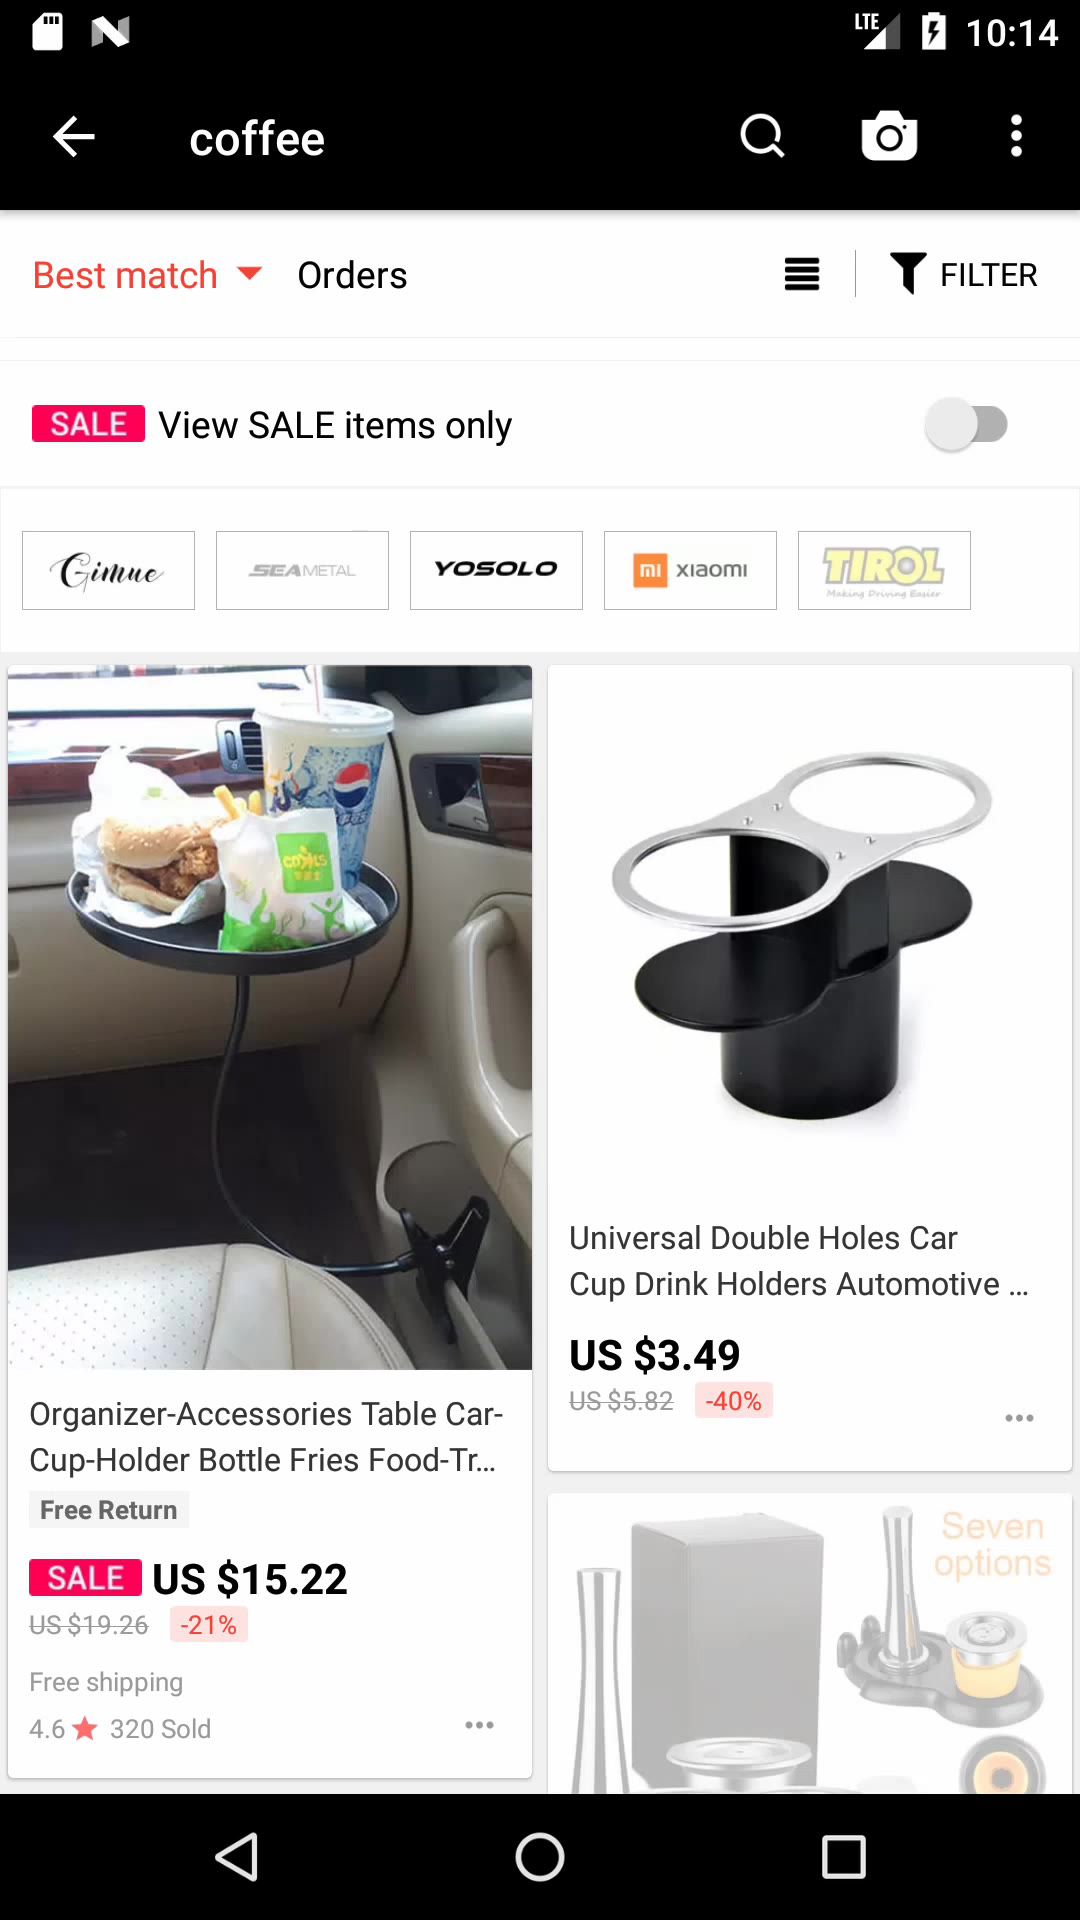 LTE 10:14
coffee
Best match Orders FILTER
SALE View SALE items only
Gimue SEAMETAL YOSOLO mi xiaomi TIROL
Making Driving Easier
Organizer-Accessories Table Car-
Cup-Holder Bottle Fries Food-Tr...
Free Return
SALE US $15.22
US $19.26 -21%
Free shipping
4.6 320 Sold
Universal Double Holes Car
Cup Drink Holders Automotive ...
US $3.49
US $5.82 -40%
Seven
options